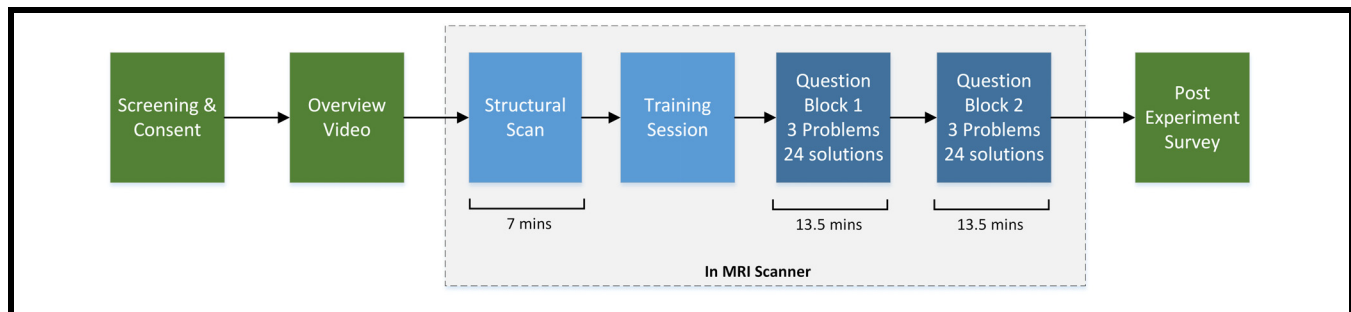 Screening &
Consent
Overview
Video
Structural
Scan
Training
Session
Question
Block 1
3 Problems
24 solutions
Question
Block 2
3 Problems
24 solutions
Post
Experiment
Survey
7 mins
13.5 mins
13.5 mins
In MRI Scanner